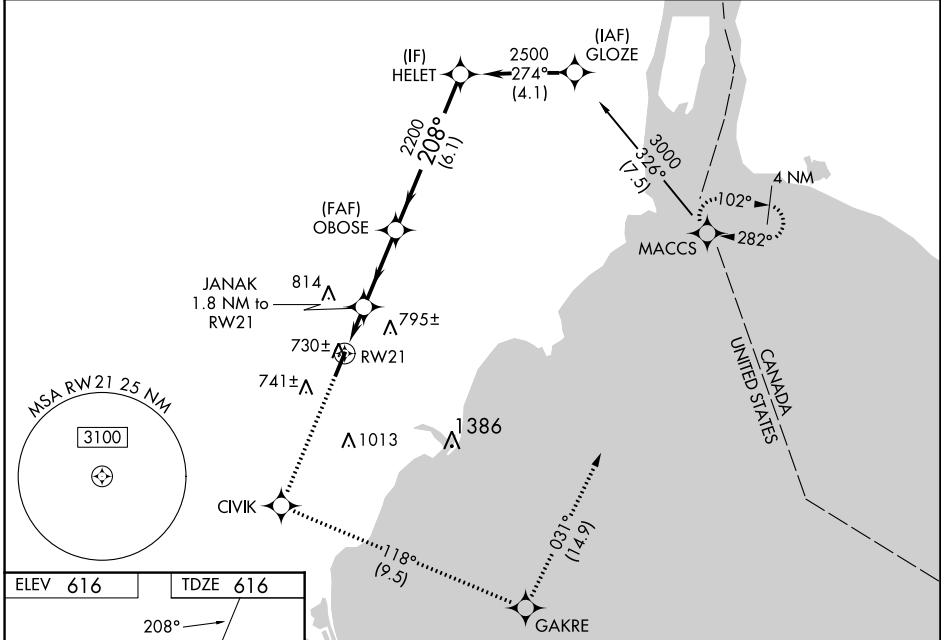 (IF)
HELET
2500
274°
(4.1)
(IAF)
GLOZE
2200
208°
(6.1)
3000
326°
(7.5)
4 NM
102°
282°
MACCS
(FAF)
OBOSE
JANAK
1.8 NM to
RW21
814
795±
730±
RW21
741±
MSA RW21 25 NM
3100
1013
1386
CANADA
UNITED STATES
CIVIK
118°
(9.5)
031°
(14.9)
GAKRE
ELEV 616
TDZE 616
208°